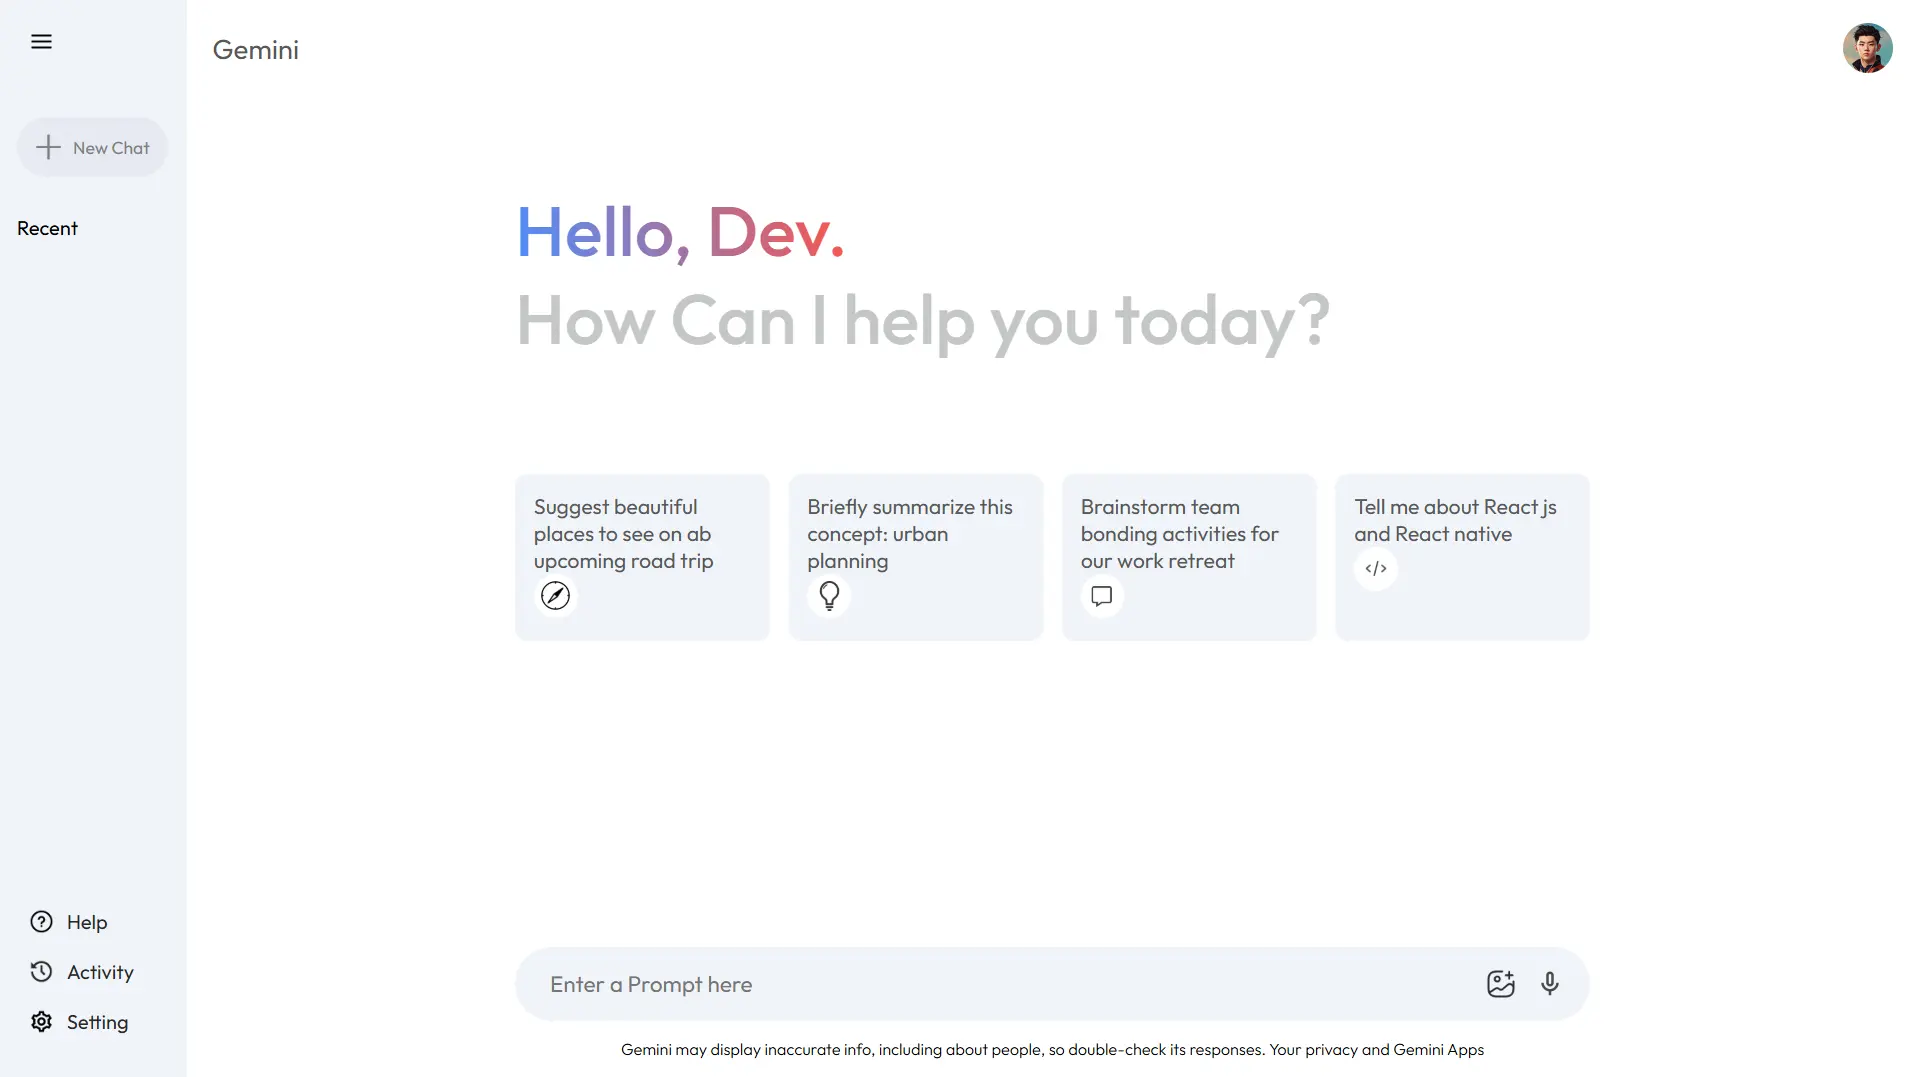 Gemini
New Chat
Recent
Hello, Dev.
How Can I help you today?
Suggest beautiful
places to see on ab
upcoming road trip
Briefly summarize this
concept: urban
planning
Brainstorm team
bonding activities for
our work retreat
Tell me about React js
and React native
Help
Activity
Setting
Enter a Prompt here
Gemini may display inaccurate info, including about people, so double-check its responses. Your privacy and Gemini Apps